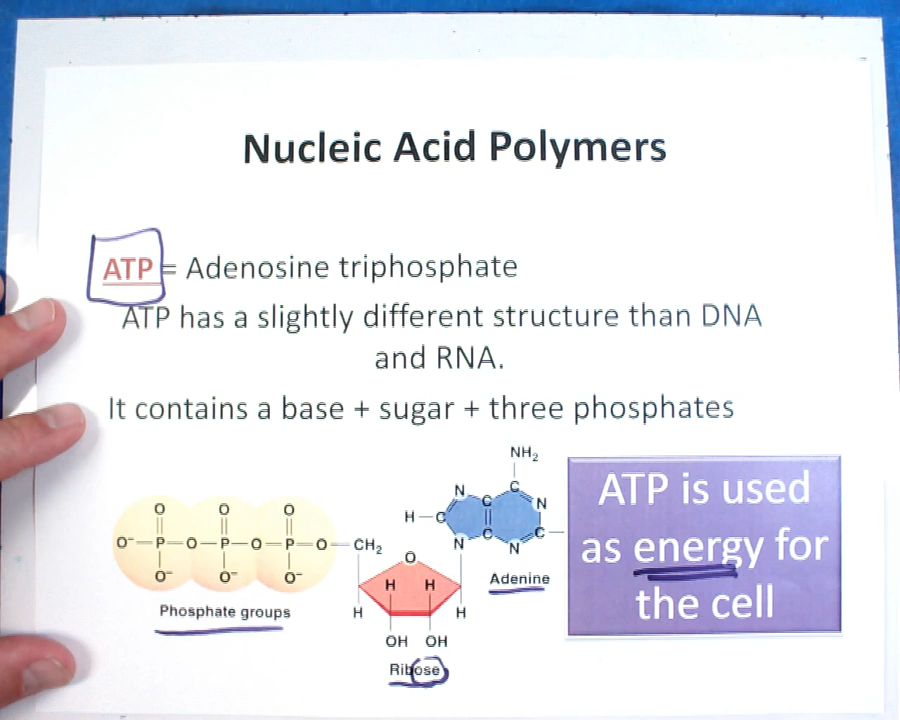 Nucleic Acid Polymers
ATP = Adenosine triphosphate
ATP has a slightly different structure than DNA
and RNA.
It contains a base + sugar + three phosphates
NH₂
N C N
H–C C C
N C N
O O O
O⁻–P–O–P–O–P–O–CH₂
O⁻ O⁻ O⁻
O
H H
H H
OH OH
Phosphate groups
Ribose
Adenine
ATP is used
as energy for
the cell